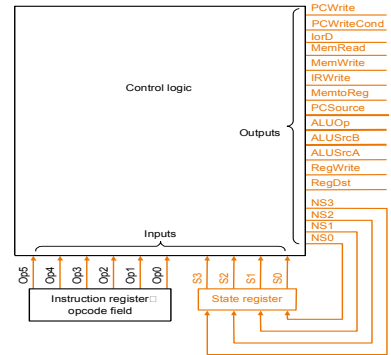 PCWrite
PCWriteCond
IorD
MemRead
MemWrite
IRWrite
MemtoReg
PCSource
ALUOp
ALUSrcB
ALUSrcA
RegWrite
RegDst
NS3
NS2
NS1
NS0
Control logic
Outputs
Inputs
Op5
Op4
Op3
Op2
Op1
Op0
S3
S2
S1
S0
Instruction register
opcode field
State register